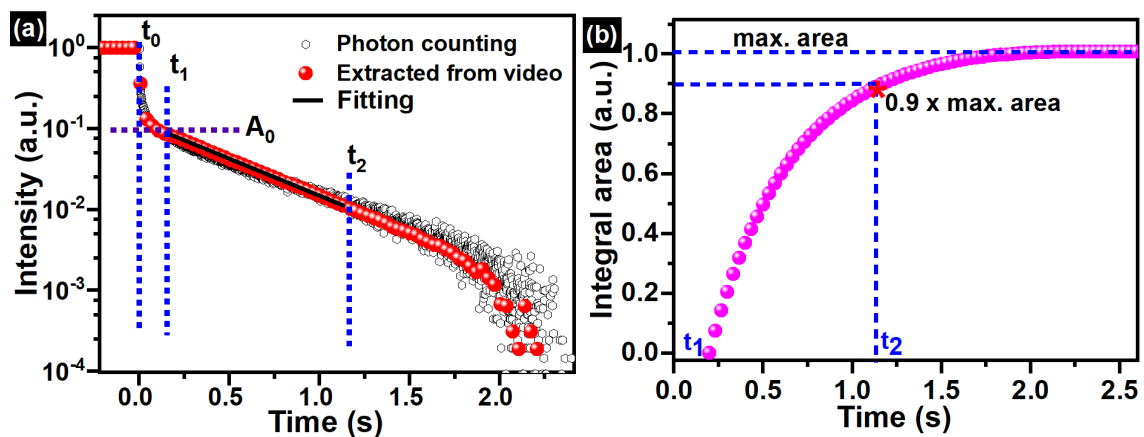 (a)
t0
t1
A0
t2
Photon counting
Extracted from video
Fitting
10^0
10^-1
10^-2
10^-3
10^-4
Intensity (a.u.)
0.0 0.5 1.0 1.5 2.0
Time (s)
(b)
max. area
0.9 x max. area
t1
t2
1.0
0.8
0.6
0.4
0.2
0.0
Integral area (a.u.)
0.0 0.5 1.0 1.5 2.0 2.5
Time (s)